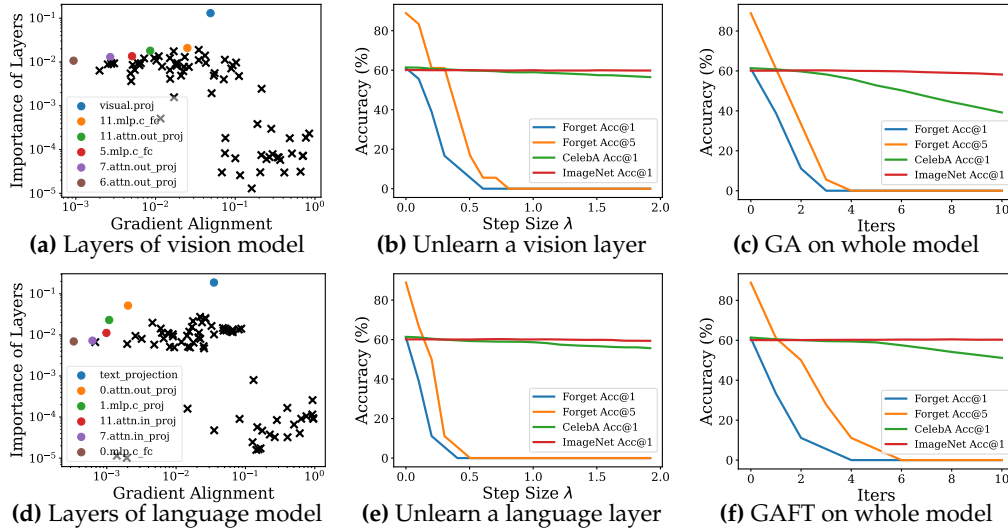 Importance of Layers
10⁻¹
10⁻²
10⁻³
10⁻⁴
10⁻⁵
visual.proj
11.mlp.c_fc
11.attn.out_proj
5.mlp.c_fc
7.attn.out_proj
6.attn.out_proj
10⁻³ 10⁻² 10⁻¹ 10⁰
Gradient Alignment
(a) Layers of vision model
Accuracy (%)
80
60
40
20
0
Forget Acc@1
Forget Acc@5
CelebA Acc@1
ImageNet Acc@1
0.0 0.5 1.0 1.5 2.0
Step Size λ
(b) Unlearn a vision layer
Accuracy (%)
80
60
40
20
0
Forget Acc@1
Forget Acc@5
CelebA Acc@1
ImageNet Acc@1
0 2 4 6 8 10
Iters
(c) GA on whole model
Importance of Layers
10⁻¹
10⁻²
10⁻³
10⁻⁴
10⁻⁵
text_projection
0.attn.out_proj
1.mlp.c_proj
11.attn.in_proj
7.attn.in_proj
0.mlp.c_fc
10⁻³ 10⁻² 10⁻¹ 10⁰
Gradient Alignment
(d) Layers of language model
Accuracy (%)
80
60
40
20
0
Forget Acc@1
Forget Acc@5
CelebA Acc@1
ImageNet Acc@1
0.0 0.5 1.0 1.5 2.0
Step Size λ
(e) Unlearn a language layer
Accuracy (%)
80
60
40
20
0
Forget Acc@1
Forget Acc@5
CelebA Acc@1
ImageNet Acc@1
0 2 4 6 8 10
Iters
(f) GAFT on whole model